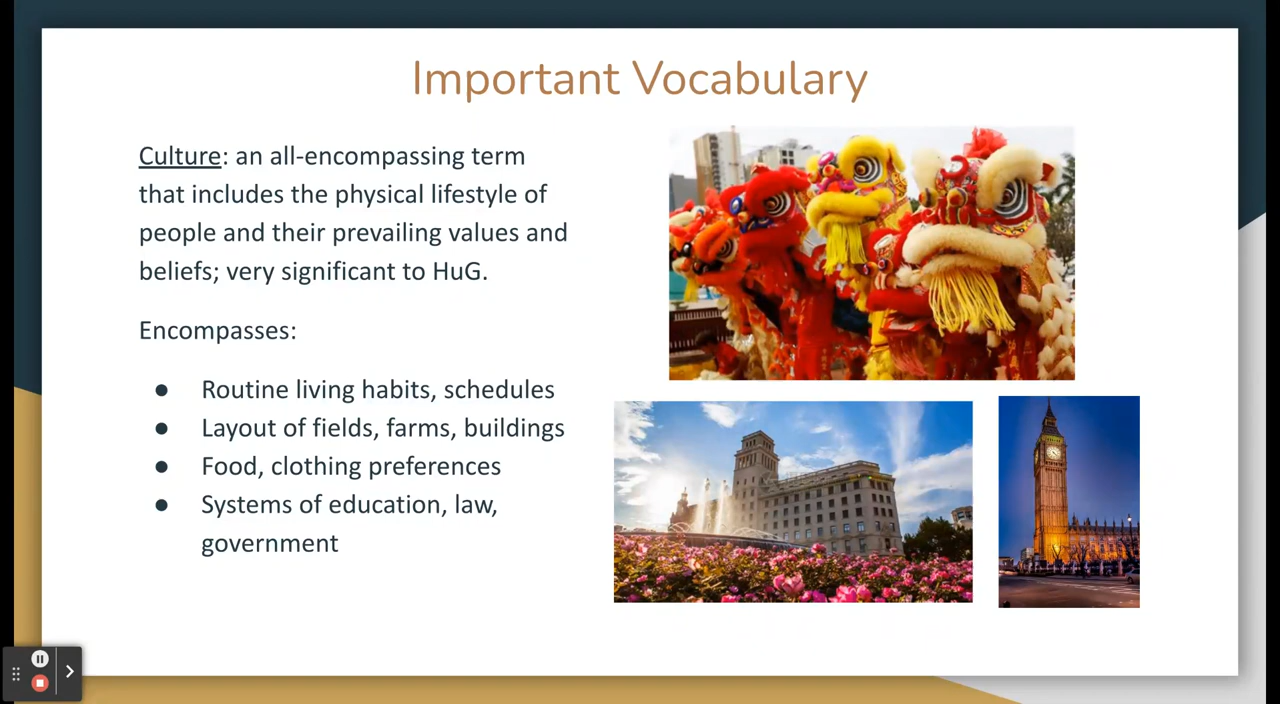 Important Vocabulary
Culture: an all-encompassing term
that includes the physical lifestyle of
people and their prevailing values and
beliefs; very significant to HuG.
Encompasses:
● Routine living habits, schedules
● Layout of fields, farms, buildings
● Food, clothing preferences
● Systems of education, law,
government